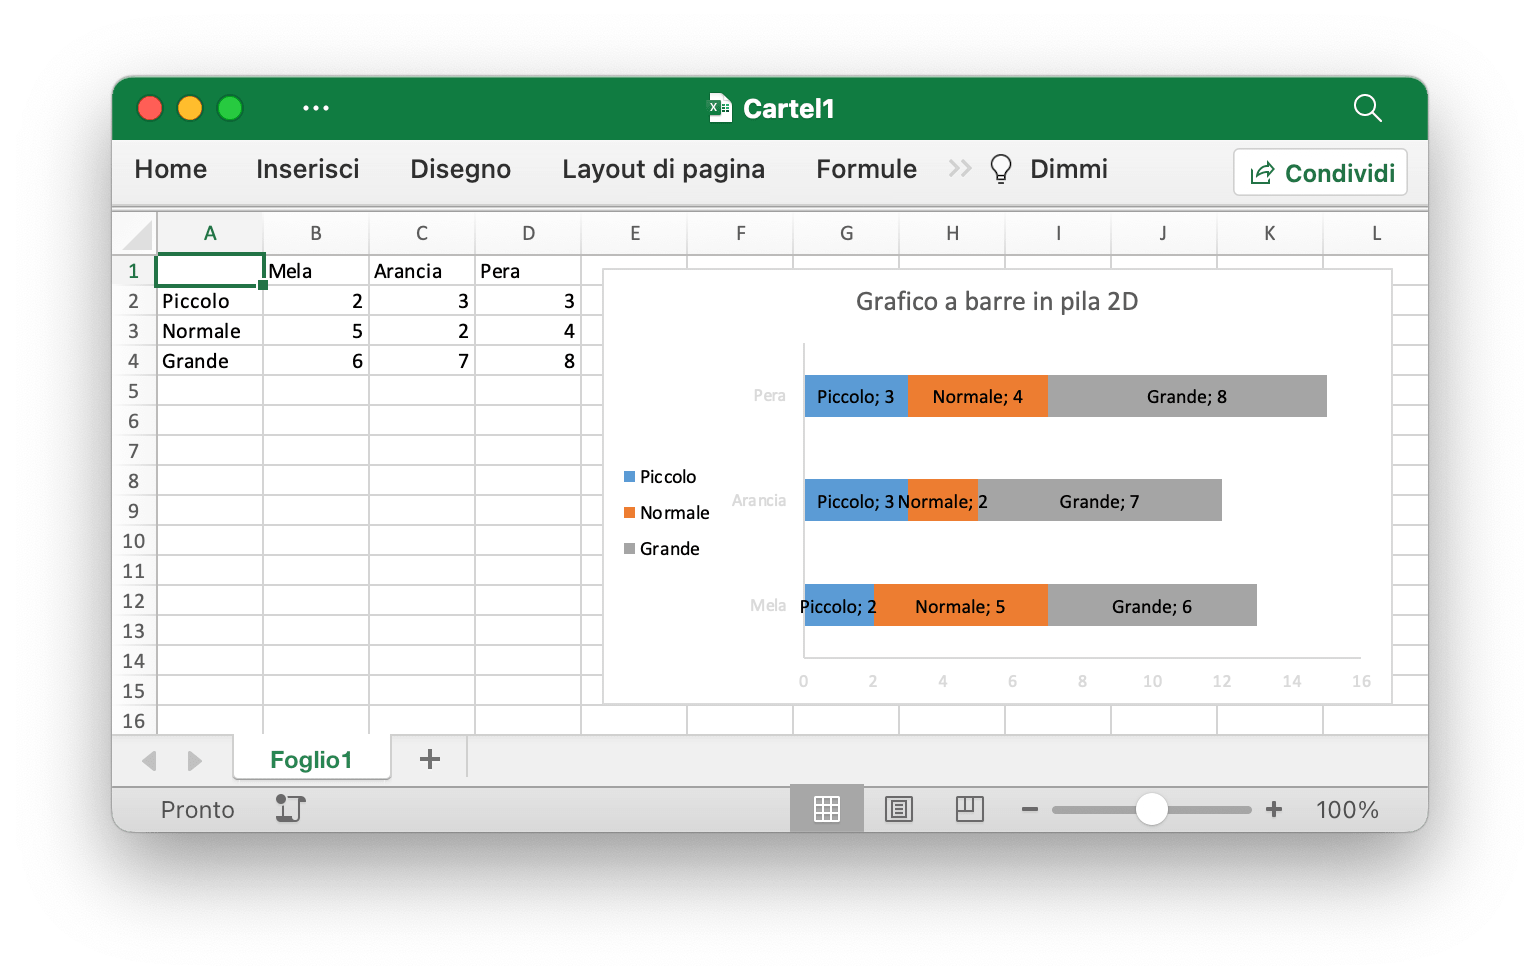 Cartel1
Home Inserisci Disegno Layout di pagina Formule Dimmi Condividi
A B C D E F G H I J K L
1 Mela Arancia Pera
2 Piccolo 2 3 3
3 Normale 5 2 4
4 Grande 6 7 8
5
6
7
8
9
10
11
12
13
14
15
16
Grafico a barre in pila 2D
Pera Piccolo; 3 Normale; 4 Grande; 8
Piccolo
Normale
Grande
Arancia Piccolo; 3 Normale; 2 Grande; 7
Mela Piccolo; 2 Normale; 5 Grande; 6
0 2 4 6 8 10 12 14 16
Foglio1
Pronto 100%